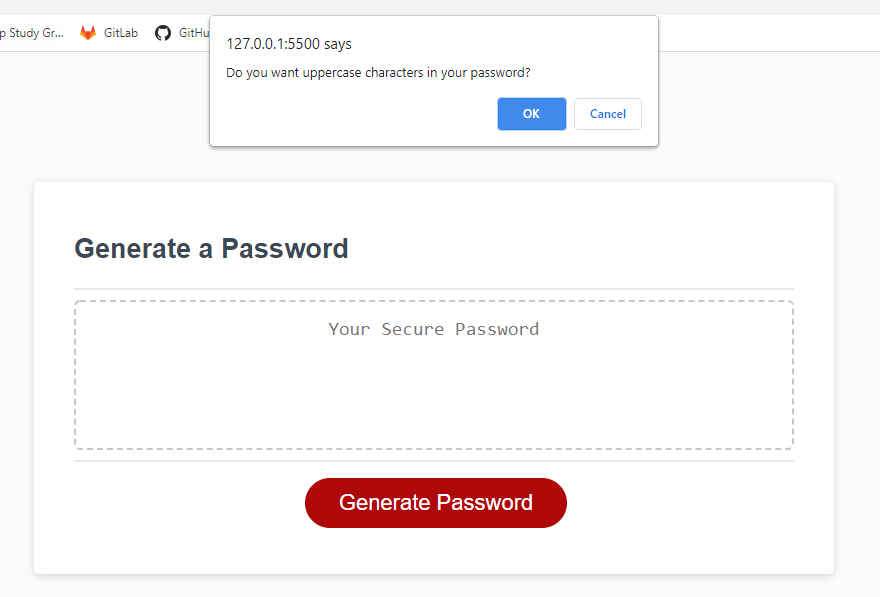 p Study Gr... GitLab GitHu
127.0.0.1:5500 says
Do you want uppercase characters in your password?
OK Cancel
Generate a Password
Your Secure Password
Generate Password